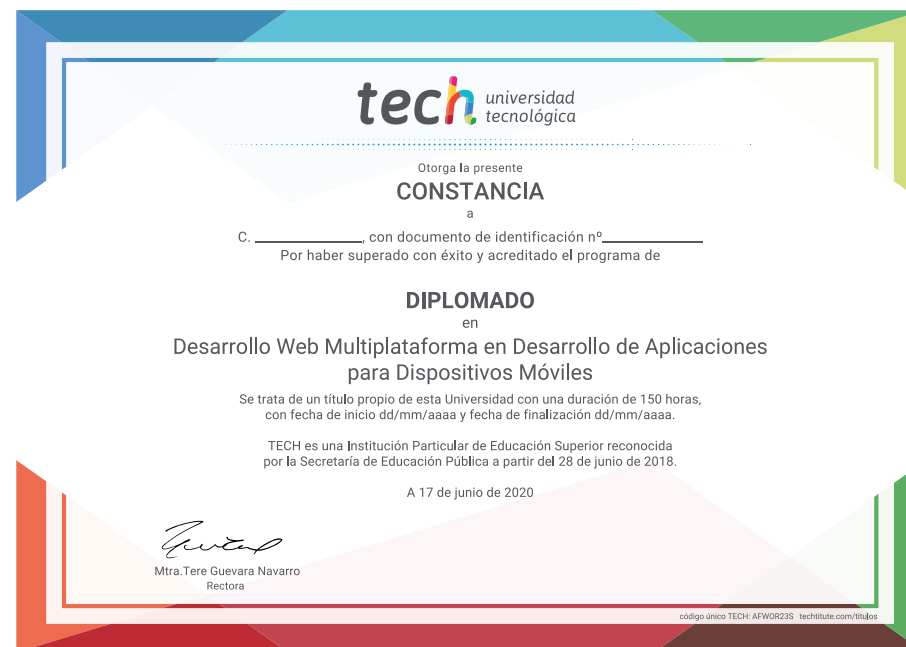 tech universidad
tecnológica
Otorga la presente
CONSTANCIA
a
C. ____________, con documento de identificación nº____________
Por haber superado con éxito y acreditado el programa de
DIPLOMADO
en
Desarrollo Web Multiplataforma en Desarrollo de Aplicaciones
para Dispositivos Móviles
Se trata de un título propio de esta Universidad con una duración de 150 horas,
con fecha de inicio dd/mm/aaaa y fecha de finalización dd/mm/aaaa.
TECH es una Institución Particular de Educación Superior reconocida
por la Secretaría de Educación Pública a partir del 28 de junio de 2018.
A 17 de junio de 2020
Mtra.Tere Guevara Navarro
Rectora
código único TECH: AFWOR23S techtitute.com/titulos